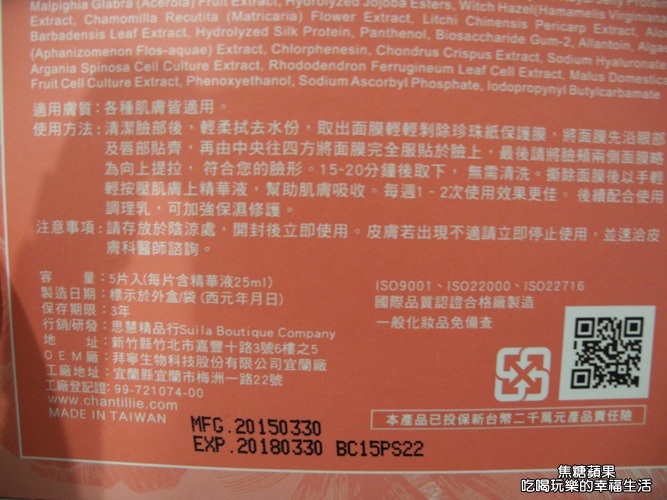 Malpighia Glabra (Acerola) Fruit Extract, Hydrolyzed Jojoba Esters, Witch Hazel(Hamamelis Virginiana
Extract, Chamomilla Recutita (Matricaria) Flower Extract, Litchi Chinensis Pericarp Extract, Aloe
Barbadensis Leaf Extract, Hydrolyzed Silk Protein, Panthenol, Biosaccharide Gum-2, Allantoin, Algae
(Aphanizomenon Flos-aquae) Extract, Chlorphenesin, Chondrus Crispus Extract, Sodium Hyaluronate
Argania Spinosa Cell Culture Extract, Rhododendron Ferrugineum Leaf Cell Extract, Malus Domestic
Fruit Cell Culture Extract, Phenoxyethanol, Sodium Ascorbyl Phosphate, Iodopropynyl Butylcarbamate
適用膚質:各種肌膚皆適用。
使用方法:清潔臉部後,輕柔拭去水份,取出面膜輕輕剝除珍珠紙保護膜,將面膜先沿眼部
及唇部貼齊,再由中央往四方將面膜完全服貼於臉上,最後請將臉頰兩側面膜略
為向上提拉,符合您的臉形。15-20分鐘後取下,無需清洗。撕除面膜後以手輕
輕按壓肌膚上精華液,幫助肌膚吸收。每週1~2次使用效果更佳。後續配合使用
調理乳,可加強保濕修護。
注意事項:請存放於陰涼處,開封後立即使用。皮膚若出現不適請立即停止使用,並速洽皮
膚科醫師諮詢。
容 量:5片入(每片含精華液25ml)
製造日期:標示於外盒/袋(西元年月日)
保存期限:3年
行銷/研發:思慧精品行Suila Boutique Company
地 址:新竹縣竹北市嘉豐十路3號6樓之5
OEM廠:拜寧生物科技股份有限公司宜蘭廠
工廠地址:宜蘭縣宜蘭市梅洲一路22號
工廠登記證:99-721074-00
www.chantillie.com
MADE IN TAIWAN
ISO9001、ISO22000、ISO22716
國際品質認證合格廠製造
一般化妝品免備查
本產品已投保新台幣二千萬元產品責任險
MFG.20150330
EXP.20180330 BC15PS22
焦糖蘋果
吃喝玩樂的幸福生活